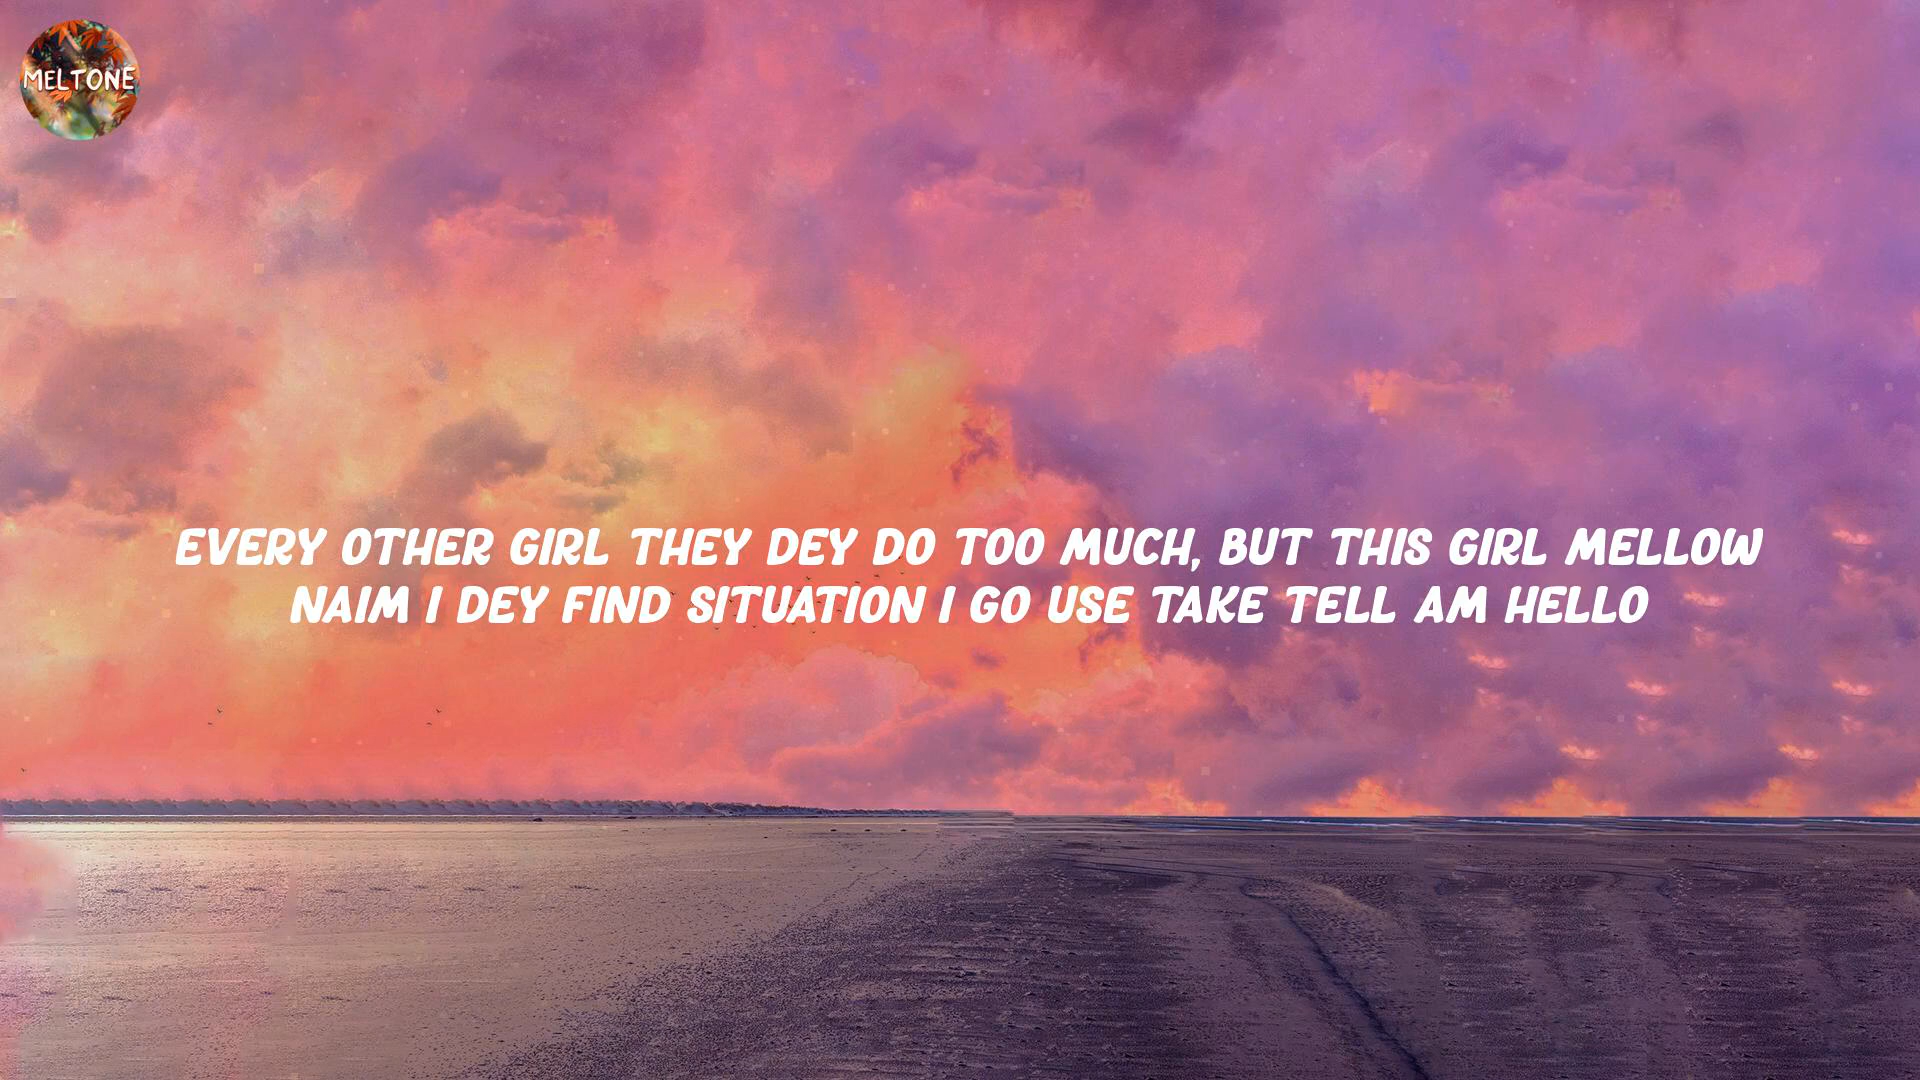 MELTONE
EVERY OTHER GIRL THEY DEY DO TOO MUCH, BUT THIS GIRL MELLOW
NAIM I DEY FIND SITUATION I GO USE TAKE TELL AM HELLO